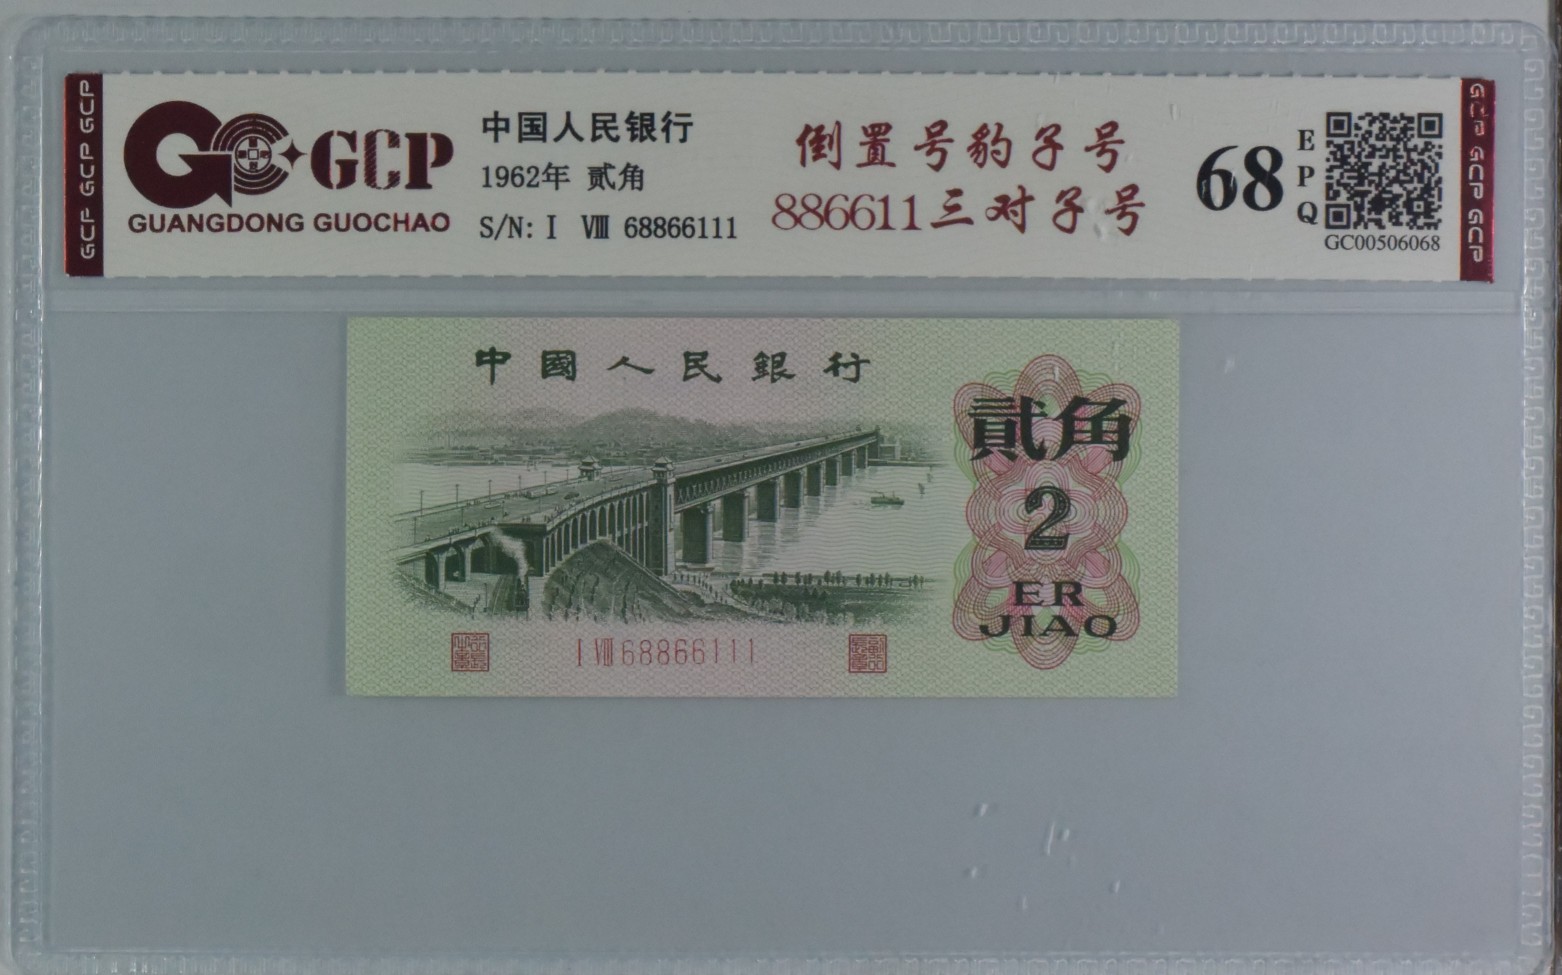 GCP GCP GCP
GCP
GUANGDONG GUOCHAO
中国人民银行
1962年 贰角
S/N: I VIII 68866111
倒置号豹子号
886611三对子号
68
EPQ
GC00506068
GCP GCP GCP
中國人民銀行
貳角
2
ER
JIAO
I VIII 68866111